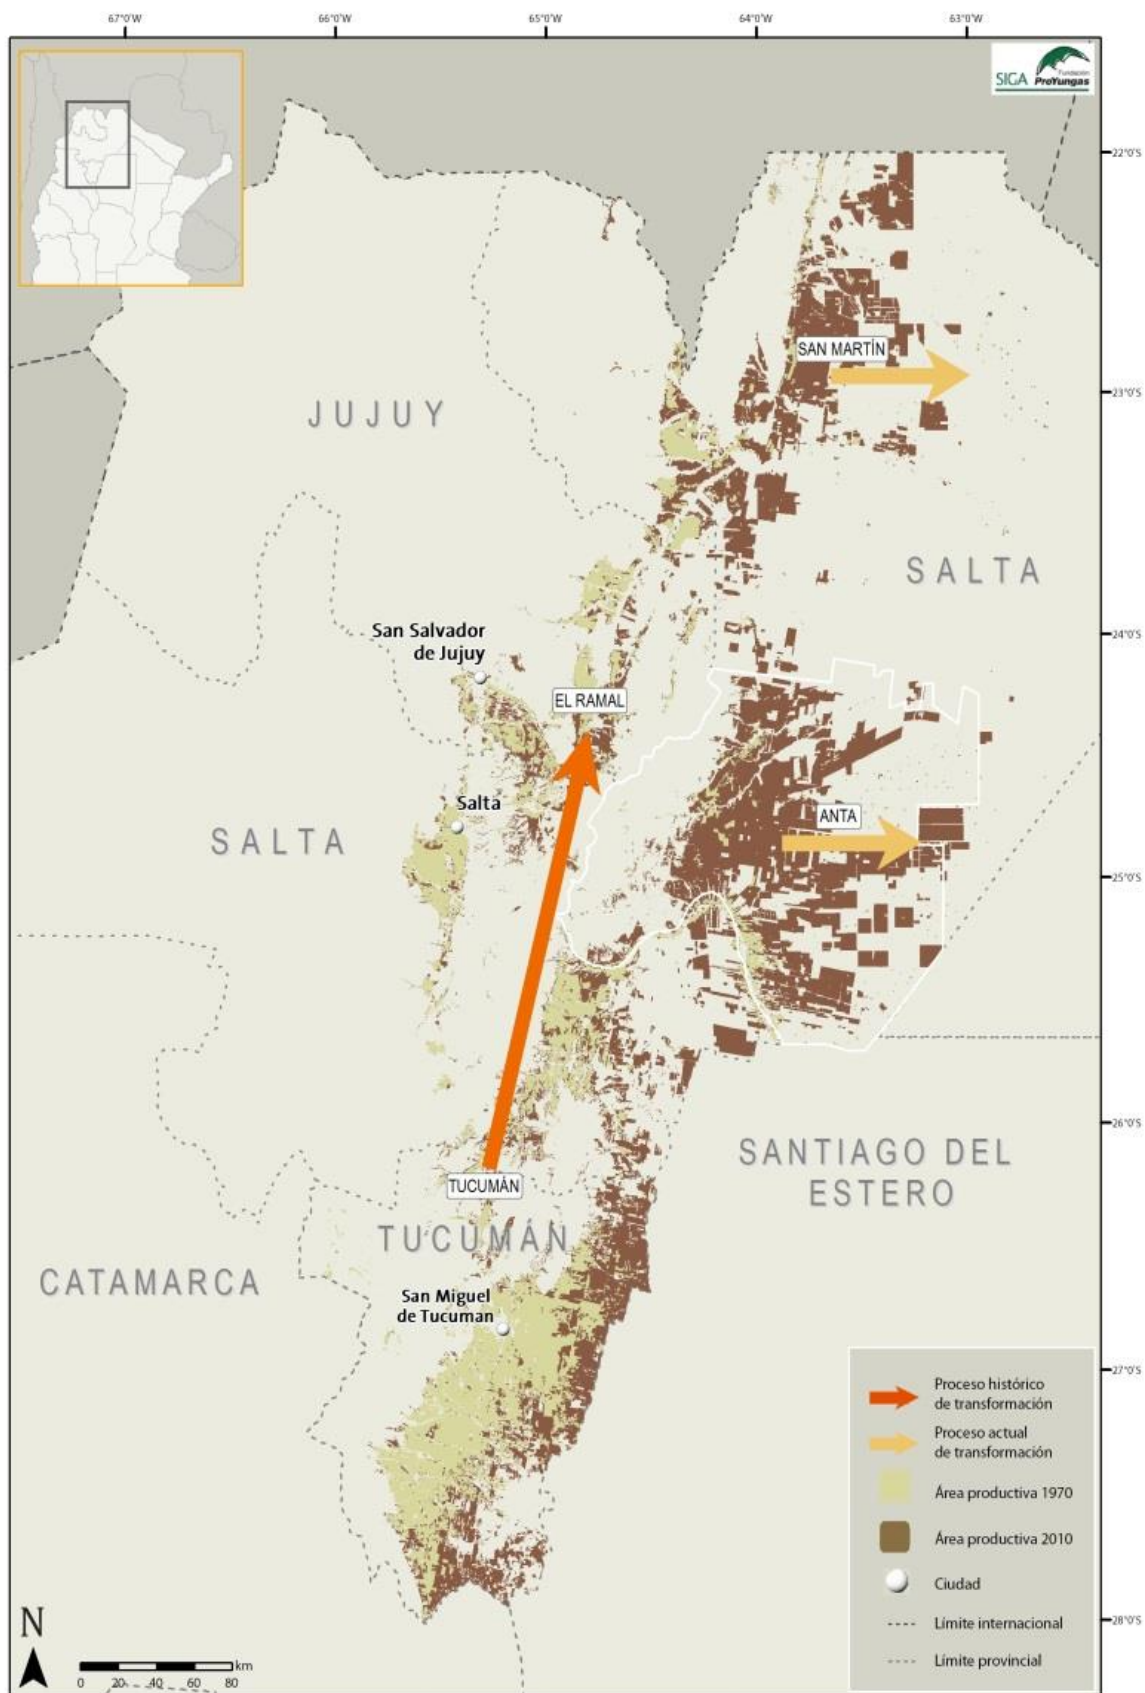 67°0'W 66°0'W 65°0'W 64°0'W 63°0'W
SIGA Fundación
ProYungas
22°0'S
SAN MARTÍN
23°0'S
JUJUY
SALTA
24°0'S
San Salvador
de Jujuy
EL RAMAL
Salta
ANTA
SALTA
25°0'S
26°0'S
SANTIAGO DEL
ESTERO
TUCUMÁN
TUCUMÁN
CATAMARCA
San Miguel
de Tucuman
27°0'S
Proceso histórico
de transformación
Proceso actual
de transformación
Área productiva 1970
Área productiva 2010
Ciudad
Límite internacional
Límite provincial
28°0'S
N
km
0 20 40 60 80